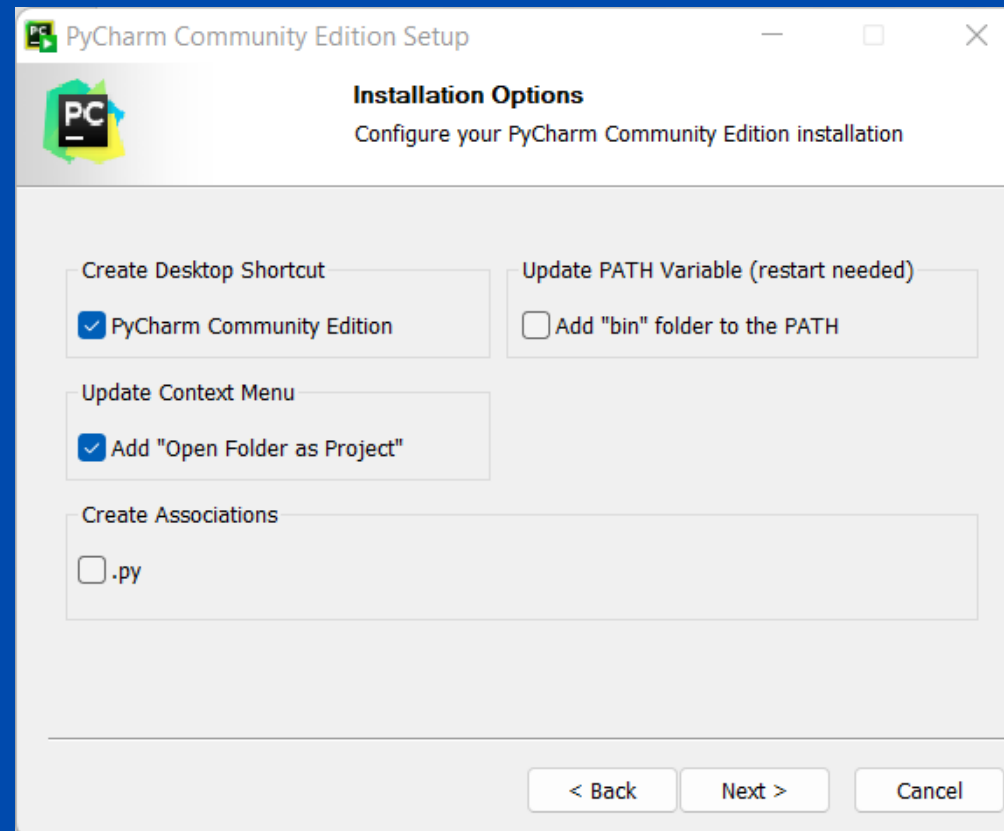 PyCharm Community Edition Setup
PC
Installation Options
Configure your PyCharm Community Edition installation
Create Desktop Shortcut
PyCharm Community Edition
Update PATH Variable (restart needed)
Add "bin" folder to the PATH
Update Context Menu
Add "Open Folder as Project"
Create Associations
.py
< Back
Next >
Cancel